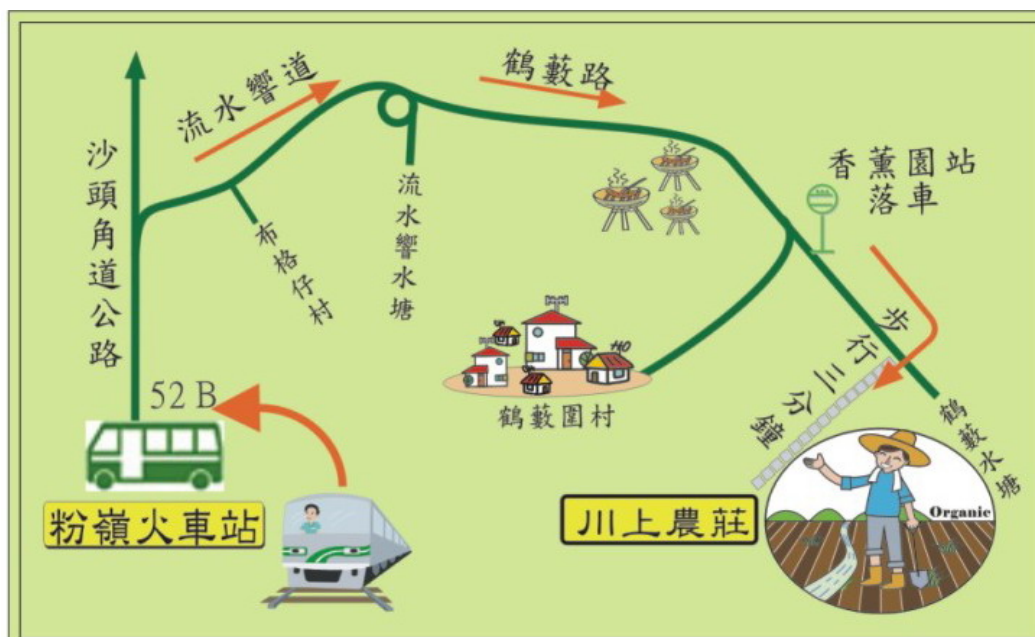 流水響道
鶴藪路
沙頭角道公路
布格仔村
流水響水塘
香薰園站
落車
步行三分鐘
鶴藪圍村
鶴藪水塘
52B
粉嶺火車站
川上農莊
Organic